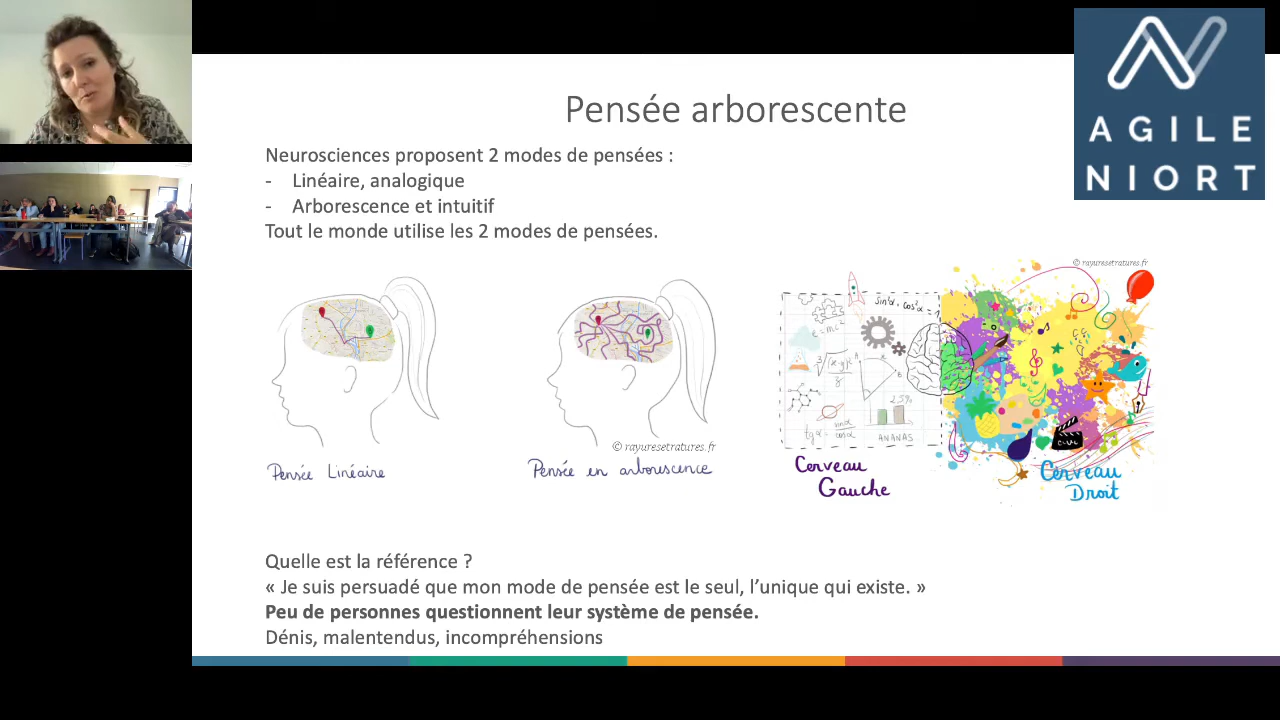 Pensée arborescente
AGILE
NIORT
Neurosciences proposent 2 modes de pensées :
- Linéaire, analogique
- Arborescence et intuitif
Tout le monde utilise les 2 modes de pensées.
© rayuresetratures.fr
© rayuresetratures.fr
Pensée Linéaire
Pensée en arborescence
ANANAS
Cerveau
Gauche
Cerveau
Droit
Quelle est la référence ?
« Je suis persuadé que mon mode de pensée est le seul, l’unique qui existe. »
Peu de personnes questionnent leur système de pensée.
Dénis, malentendus, incompréhensions